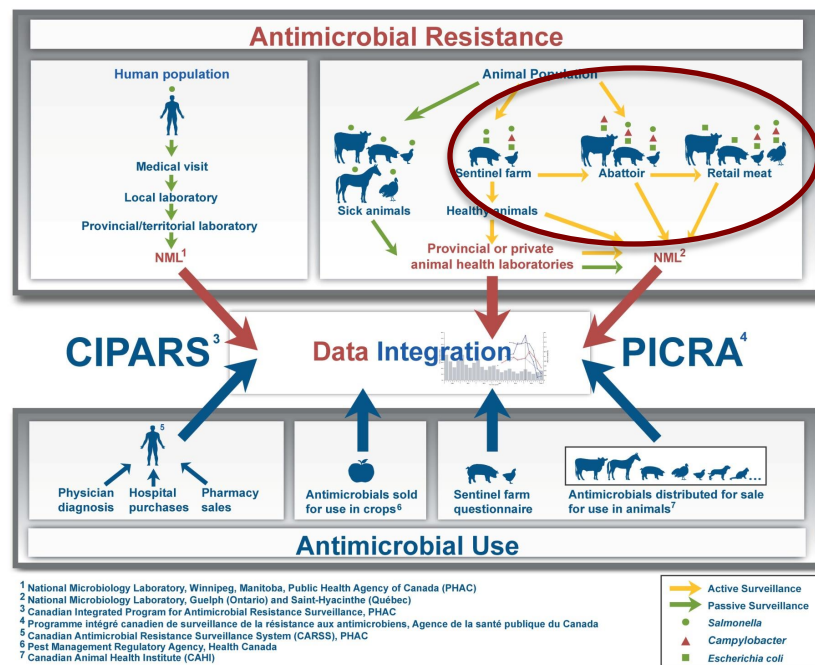 Antimicrobial Resistance
Human population
Medical visit
Local laboratory
Provincial/territorial laboratory
NML1
Animal Population
Sick animals
Sentinel farm
Abattoir
Retail meat
Healthy animals
Provincial or private
animal health laboratories
NML2
CIPARS3
Data Integration
PICRA4
5
Physician
diagnosis
Hospital
purchases
Pharmacy
sales
Antimicrobials sold
for use in crops6
Sentinel farm
questionnaire
...
Antimicrobials distributed for sale
for use in animals7
Antimicrobial Use
1 National Microbiology Laboratory, Winnipeg, Manitoba, Public Health Agency of Canada (PHAC)
2 National Microbiology Laboratory, Guelph (Ontario) and Saint-Hyacinthe (Québec)
3 Canadian Integrated Program for Antimicrobial Resistance Surveillance, PHAC
4 Programme intégré canadien de surveillance de la résistance aux antimicrobiens, Agence de la santé publique du Canada
5 Canadian Antimicrobial Resistance Surveillance System (CARSS), PHAC
6 Pest Management Regulatory Agency, Health Canada
7 Canadian Animal Health Institute (CAHI)
Active Surveillance
Passive Surveillance
Salmonella
Campylobacter
Escherichia coli